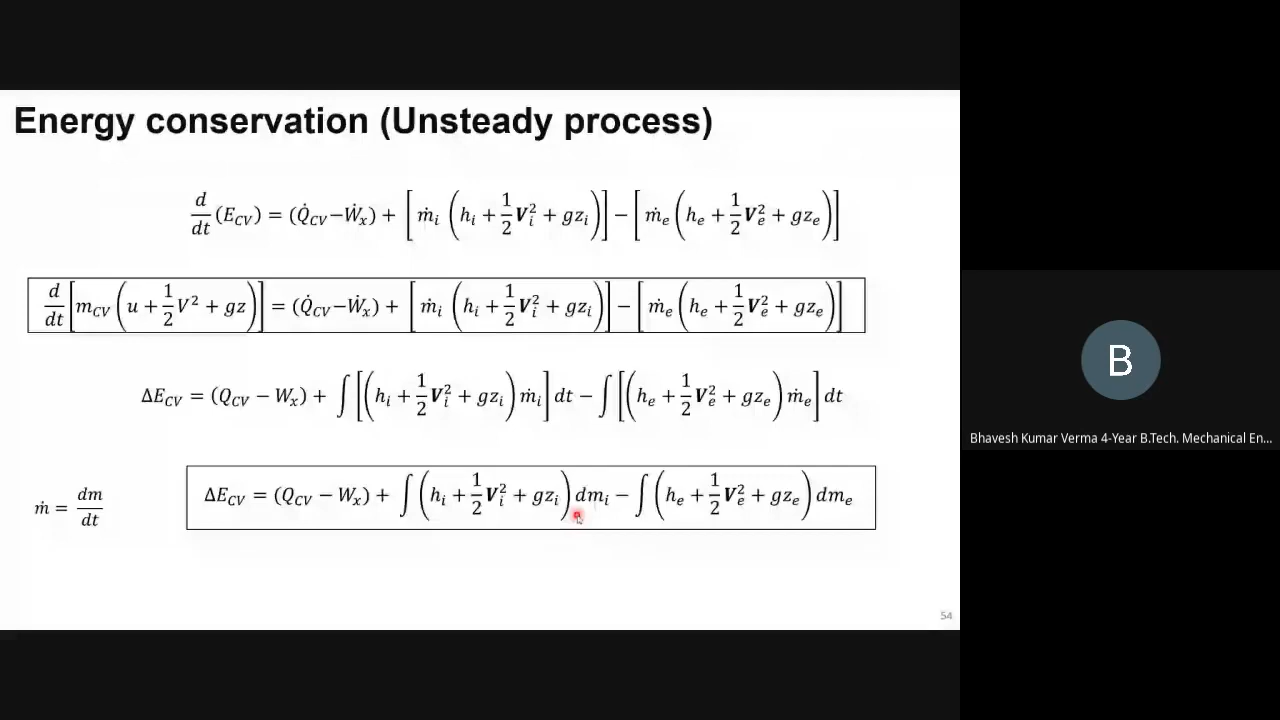 Energy conservation (Unsteady process)
d/dt (E_CV) = (Q̇_CV−Ẇ_x) + [ṁ_i (h_i + 1/2 V_i^2 + gz_i)] − [ṁ_e (h_e + 1/2 V_e^2 + gz_e)]
d/dt [m_CV (u + 1/2 V^2 + gz)] = (Q̇_CV−Ẇ_x) + [ṁ_i (h_i + 1/2 V_i^2 + gz_i)] − [ṁ_e (h_e + 1/2 V_e^2 + gz_e)]
ΔE_CV = (Q_CV − W_x) + ∫ [(h_i + 1/2 V_i^2 + gz_i) ṁ_i] dt − ∫ [(h_e + 1/2 V_e^2 + gz_e) ṁ_e] dt
ṁ = dm/dt
ΔE_CV = (Q_CV − W_x) + ∫ (h_i + 1/2 V_i^2 + gz_i) dm_i − ∫ (h_e + 1/2 V_e^2 + gz_e) dm_e
54
B
Bhavesh Kumar Verma 4-Year B.Tech. Mechanical En...